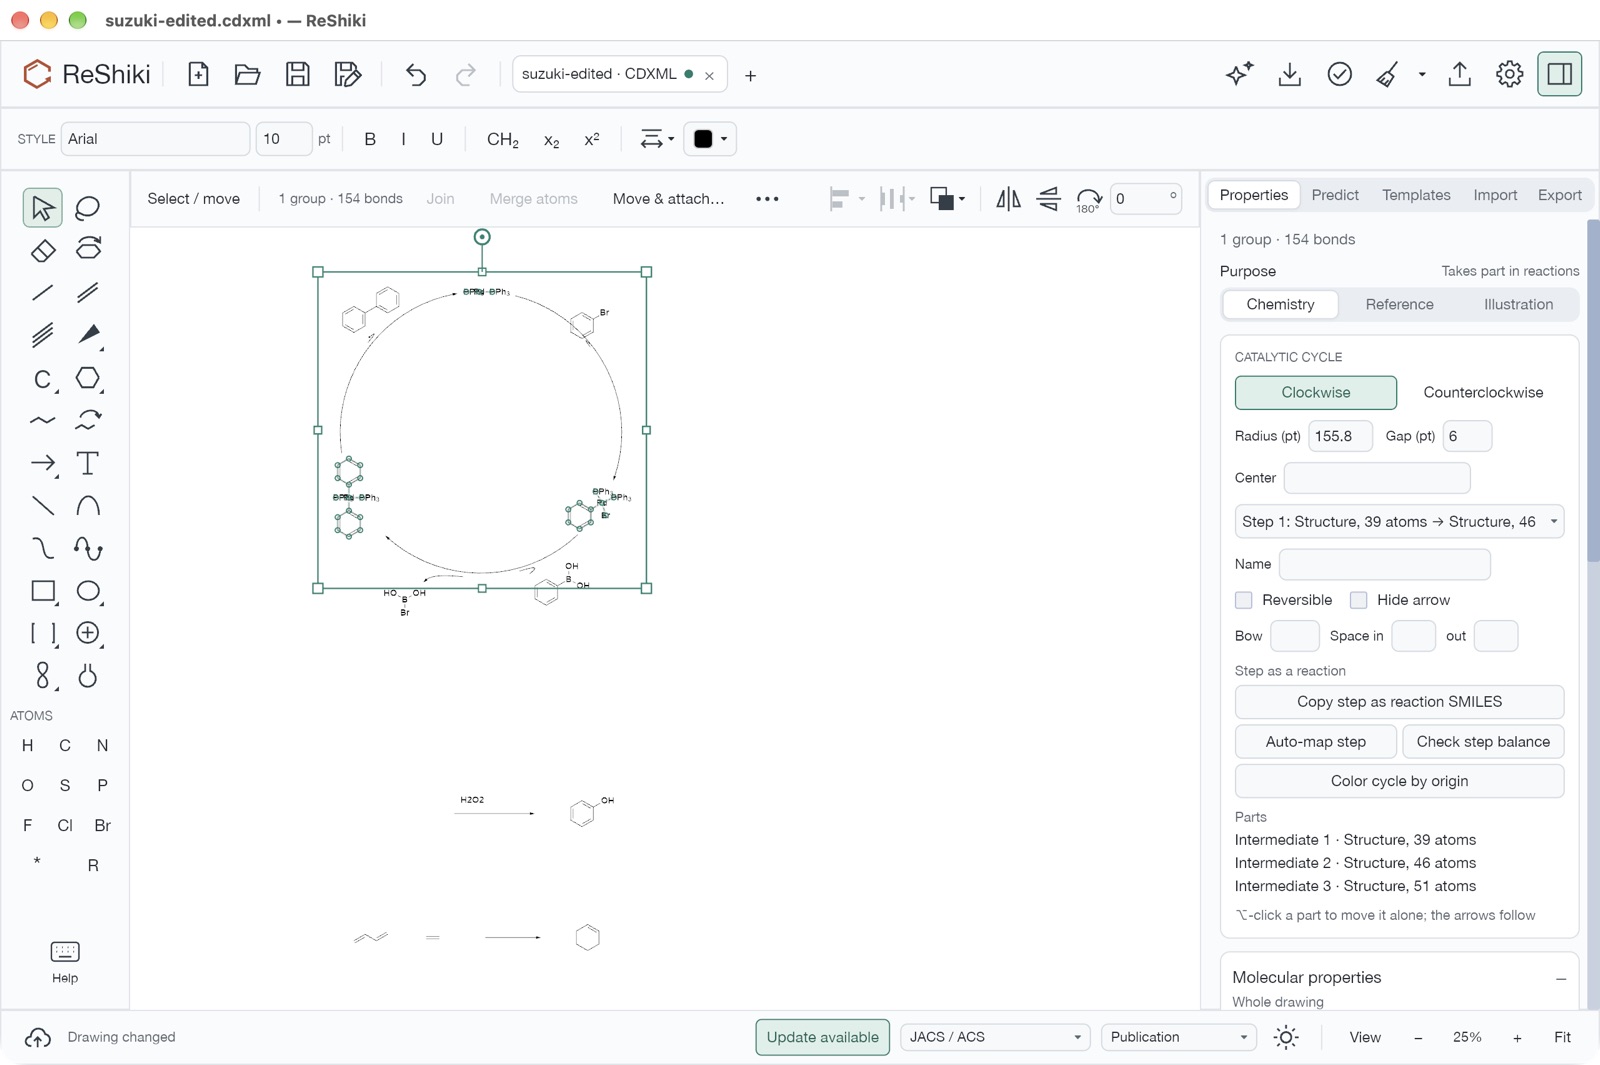 suzuki-edited.cdxml • — ReShiki
ReShiki
suzuki-edited · CDXML
STYLE Arial 10 pt B I U CH₂ x₂ x²
Select / move 1 group · 154 bonds Join Merge atoms Move & attach... 180° 0 °
Properties Predict Templates Import Export
1 group · 154 bonds
Purpose Takes part in reactions
Chemistry Reference Illustration
CATALYTIC CYCLE
Clockwise Counterclockwise
Radius (pt) 155.8 Gap (pt) 6
Center
Step 1: Structure, 39 atoms → Structure, 46
Name
Reversible Hide arrow
Bow Space in out
Step as a reaction
Copy step as reaction SMILES
Auto-map step Check step balance
Color cycle by origin
Parts
Intermediate 1 · Structure, 39 atoms
Intermediate 2 · Structure, 46 atoms
Intermediate 3 · Structure, 51 atoms
⌥-click a part to move it alone; the arrows follow
Molecular properties
Whole drawing
C
T
ATOMS
H C N
O S P
F Cl Br
* R
Help
Br
Br
OH
B
OH
HO OH
B
Br
H2O2
OH
Drawing changed
Update available JACS / ACS Publication View – 25% + Fit